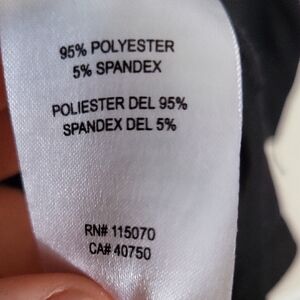 95% POLYESTER
5% SPANDEX
POLIESTER DEL 95%
SPANDEX DEL 5%
RN# 115070
CA# 40750